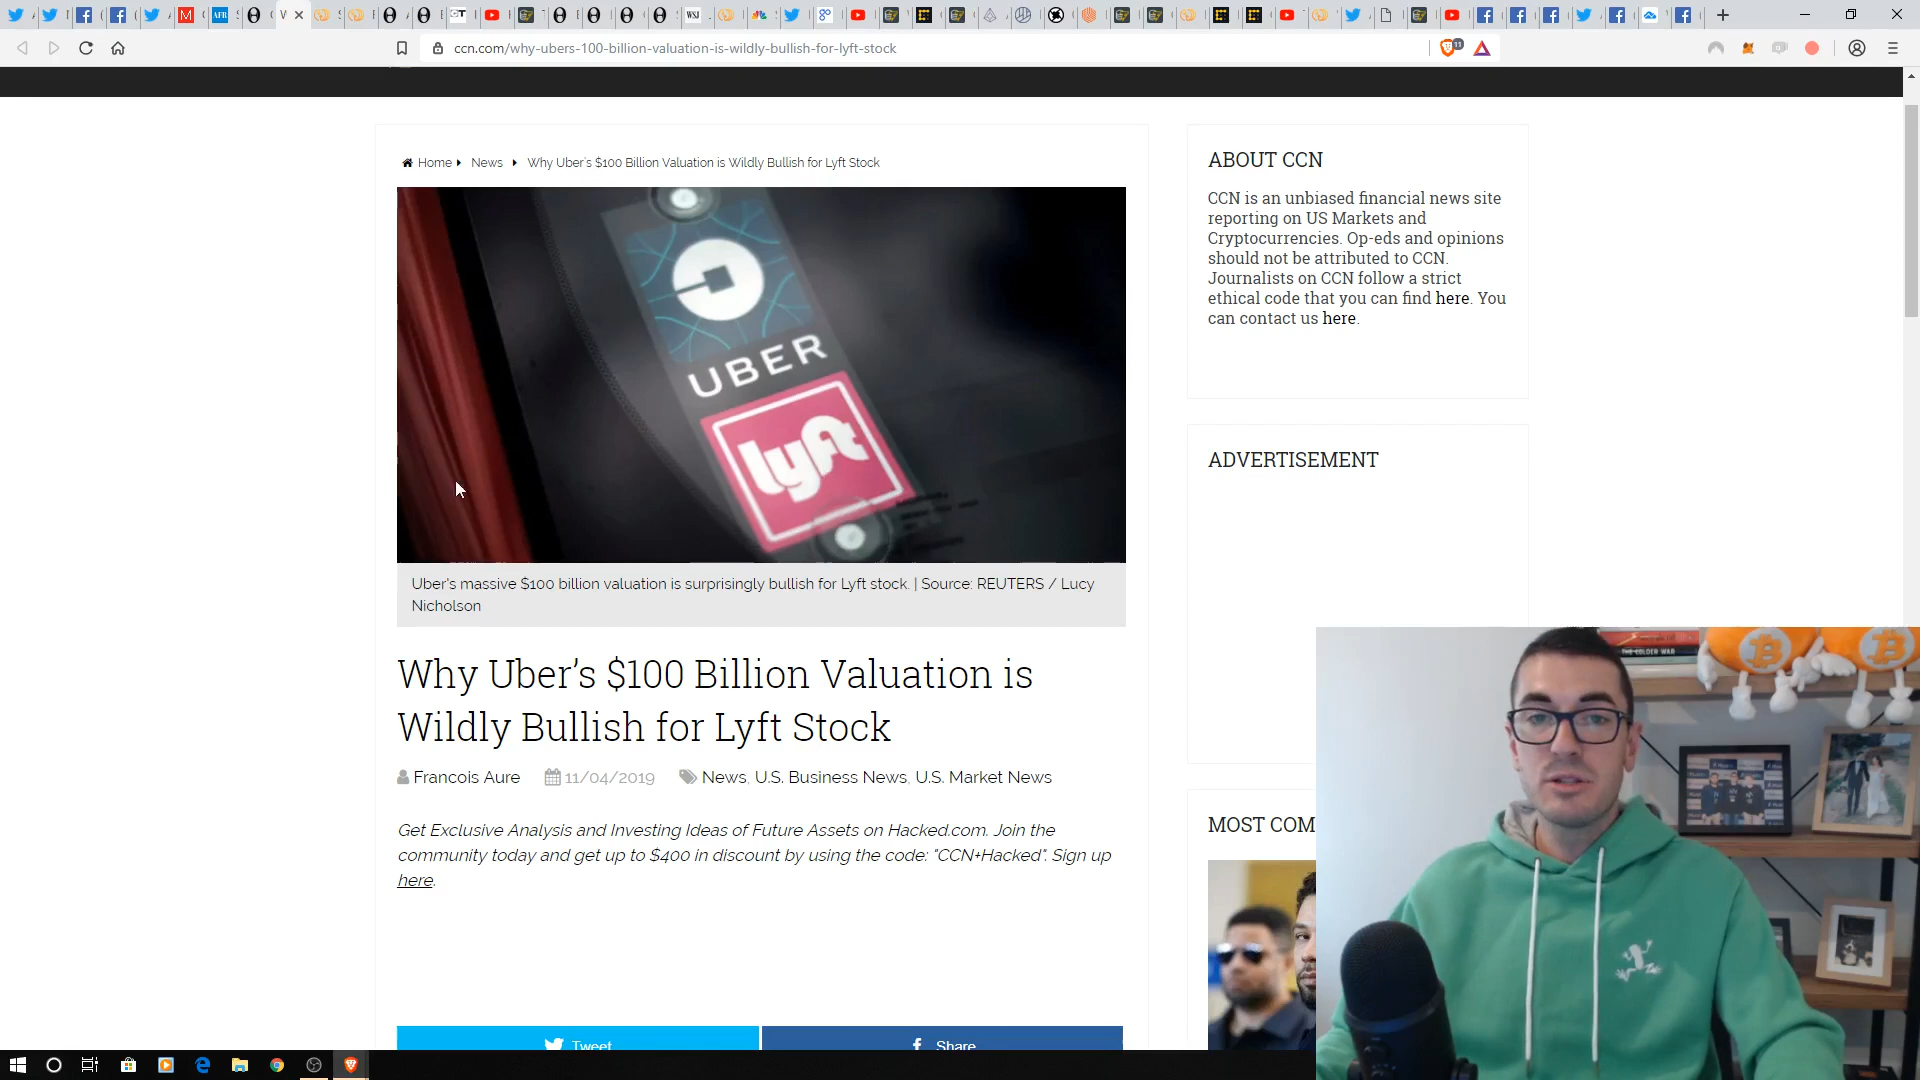 ccn.com/why-ubers-100-billion-valuation-is-wildly-bullish-for-lyft-stock
11
Home News Why Uber's $100 Billion Valuation is Wildly Bullish for Lyft Stock
UBER
lyft
Uber's massive $100 billion valuation is surprisingly bullish for Lyft stock. | Source: REUTERS / Lucy
Nicholson
Why Uber's $100 Billion Valuation is
Wildly Bullish for Lyft Stock
Francois Aure 11/04/2019 News, U.S. Business News, U.S. Market News
Get Exclusive Analysis and Investing Ideas of Future Assets on Hacked.com. Join the
community today and get up to $400 in discount by using the code: "CCN+Hacked". Sign up
here.
Tweet Share
ABOUT CCN
CCN is an unbiased financial news site
reporting on US Markets and
Cryptocurrencies. Op-eds and opinions
should not be attributed to CCN.
Journalists on CCN follow a strict
ethical code that you can find here. You
can contact us here.
ADVERTISEMENT
MOST COM
THE COLDER WAR